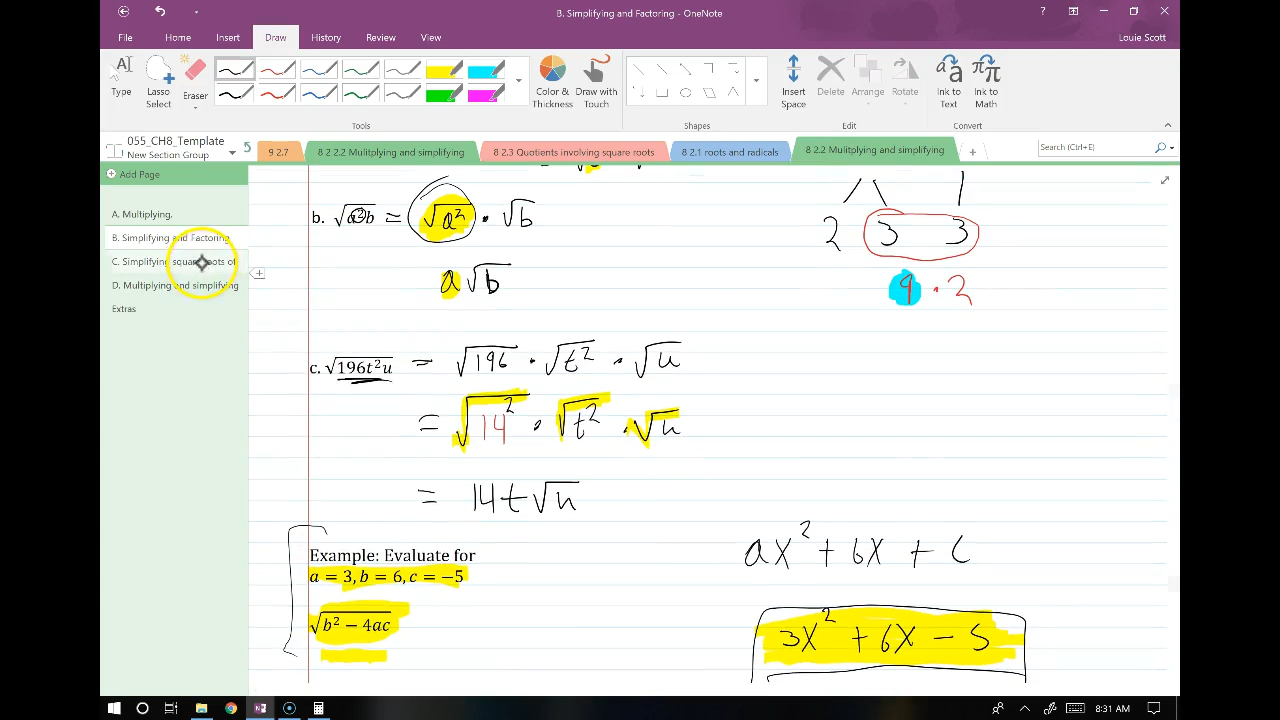 B. Simplifying and Factoring - OneNote
?
File Home Insert Draw History Review View Louie Scott
Type
Lasso Select
Eraser
Color & Thickness
Draw with Touch
Insert Space
Delete
Arrange
Rotate
Ink to Text
Ink to Math
Tools Shapes Edit Convert
055_CH8_Template
New Section Group
9 2.7
8 2.2.2 Mulitplying and simplifying
8 2.3 Quotients involving square roots
8 2.1 roots and radicals
8 2.2 Mulitplying and simplifying
Search (Ctrl+E)
Add Page
A. Multiplying.
B. Simplifying and Factoring
C. Simplifying square roots of
D. Multiplying and simplifying
Extras
b. √a²b = √a² · √b
a√b
2 3 3
9 · 2
c. √196t²u = √196 · √t² · √u
= √14² · √t² · √u
= 14t√u
Example: Evaluate for
a = 3, b = 6, c = −5
√b² − 4ac
ax² + bx + c
3x² + 6x − 5
8:31 AM